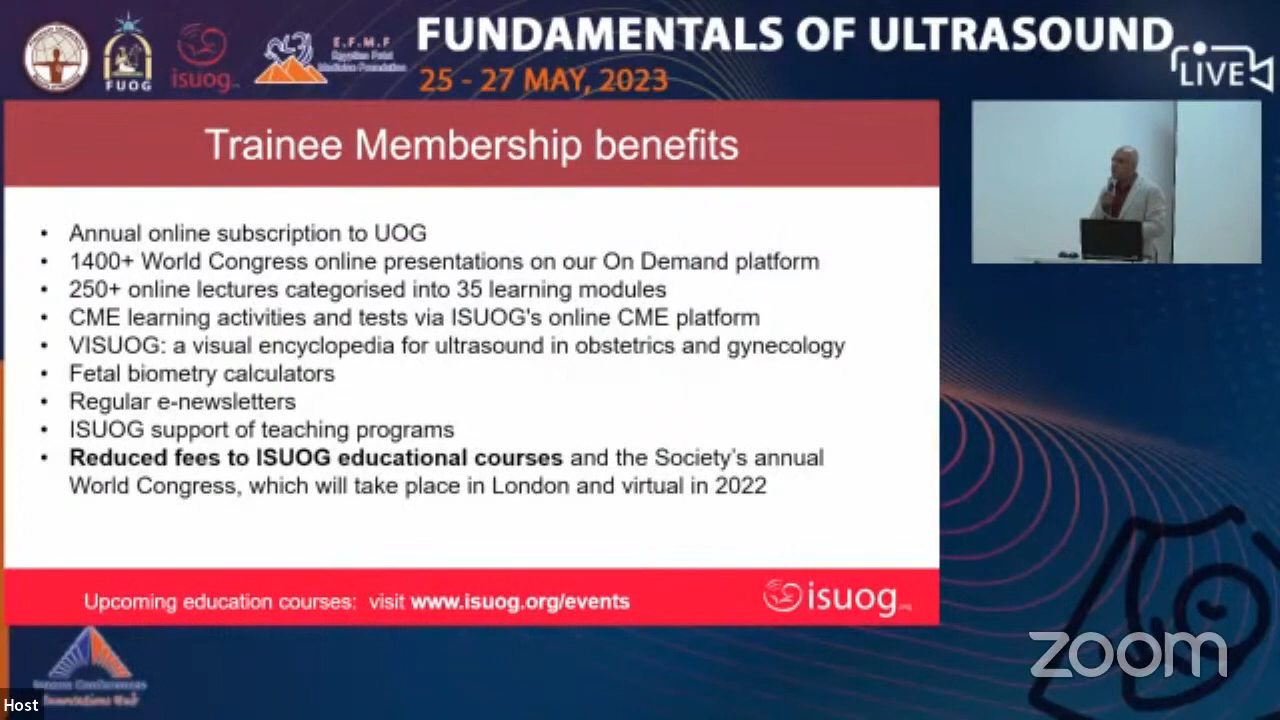 FUNDAMENTALS OF ULTRASOUND
25 - 27 MAY, 2023
LIVE
FUOG
isuog
E.F.M.F
Egyptian Fetal
Medicine Foundation
Trainee Membership benefits
• Annual online subscription to UOG
• 1400+ World Congress online presentations on our On Demand platform
• 250+ online lectures categorised into 35 learning modules
• CME learning activities and tests via ISUOG's online CME platform
• VISUOG: a visual encyclopedia for ultrasound in obstetrics and gynecology
• Fetal biometry calculators
• Regular e-newsletters
• ISUOG support of teaching programs
• Reduced fees to ISUOG educational courses and the Society's annual
World Congress, which will take place in London and virtual in 2022
Upcoming education courses: visit www.isuog.org/events
isuog
zoom
Host